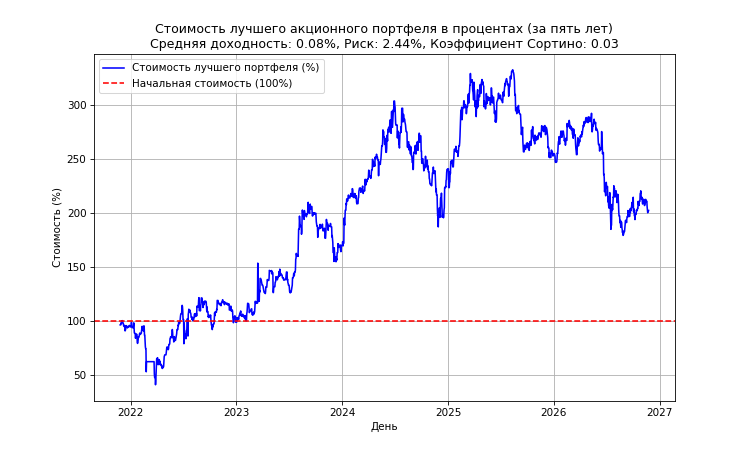 Стоимость лучшего акционного портфеля в процентах (за пять лет)
Средняя доходность: 0.08%, Риск: 2.44%, Коэффициент Сортино: 0.03
Стоимость лучшего портфеля (%)
Начальная стоимость (100%)
Стоимость (%)
300
250
200
150
100
50
2022
2023
2024
2025
2026
2027
День